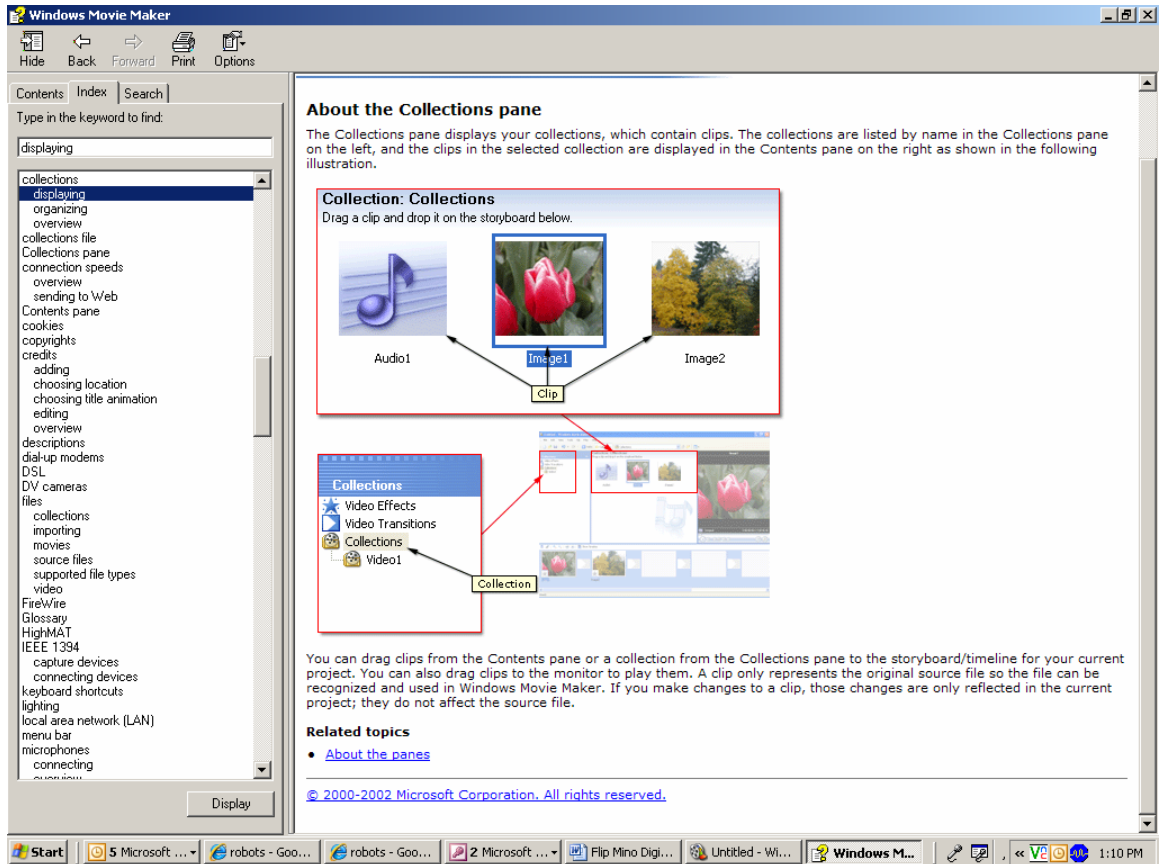 Windows Movie Maker
Hide Back Forward Print Options
Contents Index Search
Type in the keyword to find:
displaying
collections
displaying
organizing
overview
collections file
Collections pane
connection speeds
overview
sending to Web
Contents pane
cookies
copyrights
credits
adding
choosing location
choosing title animation
editing
overview
descriptions
dial-up modems
DSL
DV cameras
files
collections
importing
movies
source files
supported file types
video
FireWire
Glossary
HighMAT
IEEE 1394
capture devices
connecting devices
keyboard shortcuts
lighting
local area network (LAN)
menu bar
microphones
connecting
Display
About the Collections pane
The Collections pane displays your collections, which contain clips. The collections are listed by name in the Collections pane
on the left, and the clips in the selected collection are displayed in the Contents pane on the right as shown in the following
illustration.
Collection: Collections
Drag a clip and drop it on the storyboard below.
Audio1 Image1 Image2
Clip
Collections
Video Effects
Video Transitions
Collections
Video1
Collection
You can drag clips from the Contents pane or a collection from the Collections pane to the storyboard/timeline for your current
project. You can also drag clips to the monitor to play them. A clip only represents the original source file so the file can be
recognized and used in Windows Movie Maker. If you make changes to a clip, those changes are only reflected in the current
project; they do not affect the source file.
Related topics
• About the panes
© 2000-2002 Microsoft Corporation. All rights reserved.
Start 5 Microsoft ... robots - Goo... robots - Goo... 2 Microsoft ... Flip Mino Digi... Untitled - Wi... Windows M... 1:10 PM